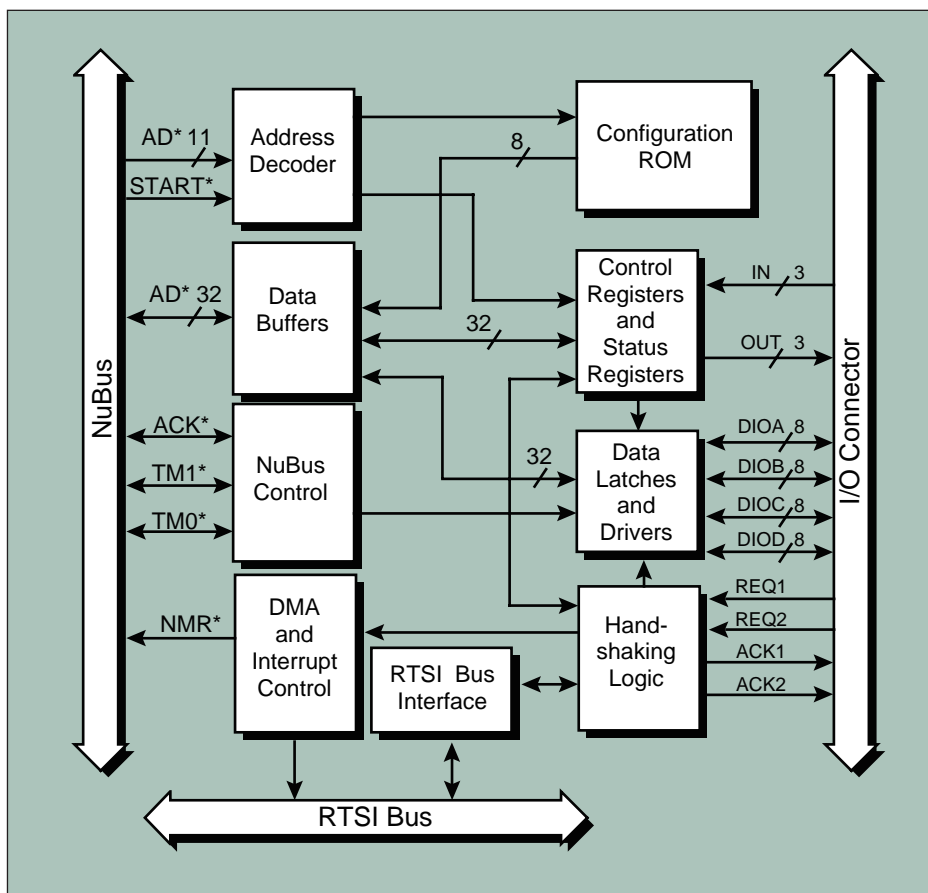 NuBus
AD* 11
START*
Address
Decoder
8
Configuration
ROM
AD* 32
Data
Buffers
32
Control
Registers
and
Status
Registers
IN 3
OUT 3
I/O Connector
ACK*
TM1*
TM0*
NuBus
Control
32
Data
Latches
and
Drivers
DIOA 8
DIOB 8
DIOC 8
DIOD 8
NMR*
DMA
and
Interrupt
Control
RTSI Bus
Interface
Hand-
shaking
Logic
REQ1
REQ2
ACK1
ACK2
RTSI Bus